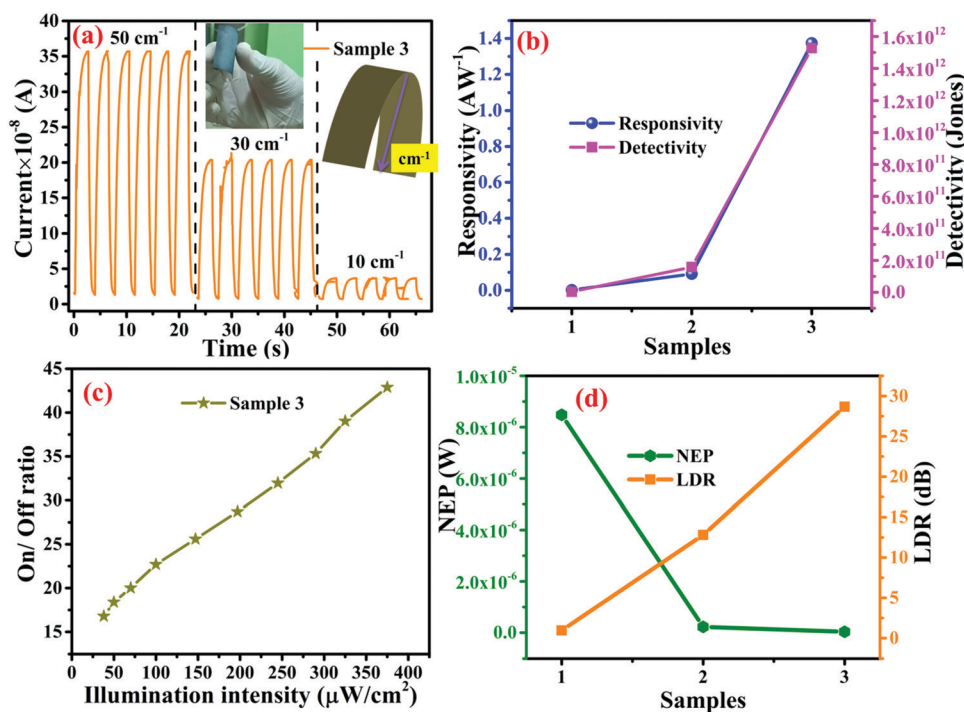 (a)
50 cm⁻¹
Sample 3
30 cm⁻¹
cm⁻¹
10 cm⁻¹
40
35
30
25
20
15
10
5
0
Current×10⁻⁸ (A)
0 10 20 30 40 50 60
Time (s)
(b)
Responsivity
Detectivity
1.4
1.2
1.0
0.8
0.6
0.4
0.2
0.0
Responsivity (AW⁻¹)
1.6x10¹²
1.4x10¹²
1.2x10¹²
1.0x10¹²
8.0x10¹¹
6.0x10¹¹
4.0x10¹¹
2.0x10¹¹
0.0
Detectivity (Jones)
1 2 3
Samples
(c)
Sample 3
45
40
35
30
25
20
15
On/ Off ratio
50 100 150 200 250 300 350 400
Illumination intensity (μW/cm²)
(d)
NEP
LDR
1.0x10⁻⁵
8.0x10⁻⁶
6.0x10⁻⁶
4.0x10⁻⁶
2.0x10⁻⁶
0.0
NEP (W)
30
25
20
15
10
5
0
LDR (dB)
1 2 3
Samples